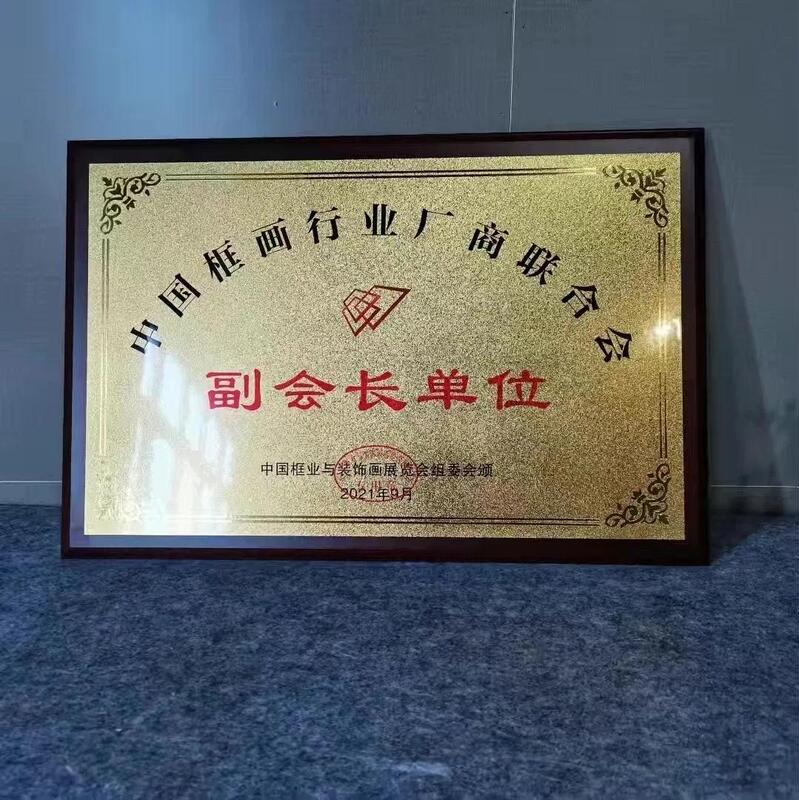 中国框画行业厂商联合会
副会长单位
中国框业与装饰画展览会组委会颁
2021年9月